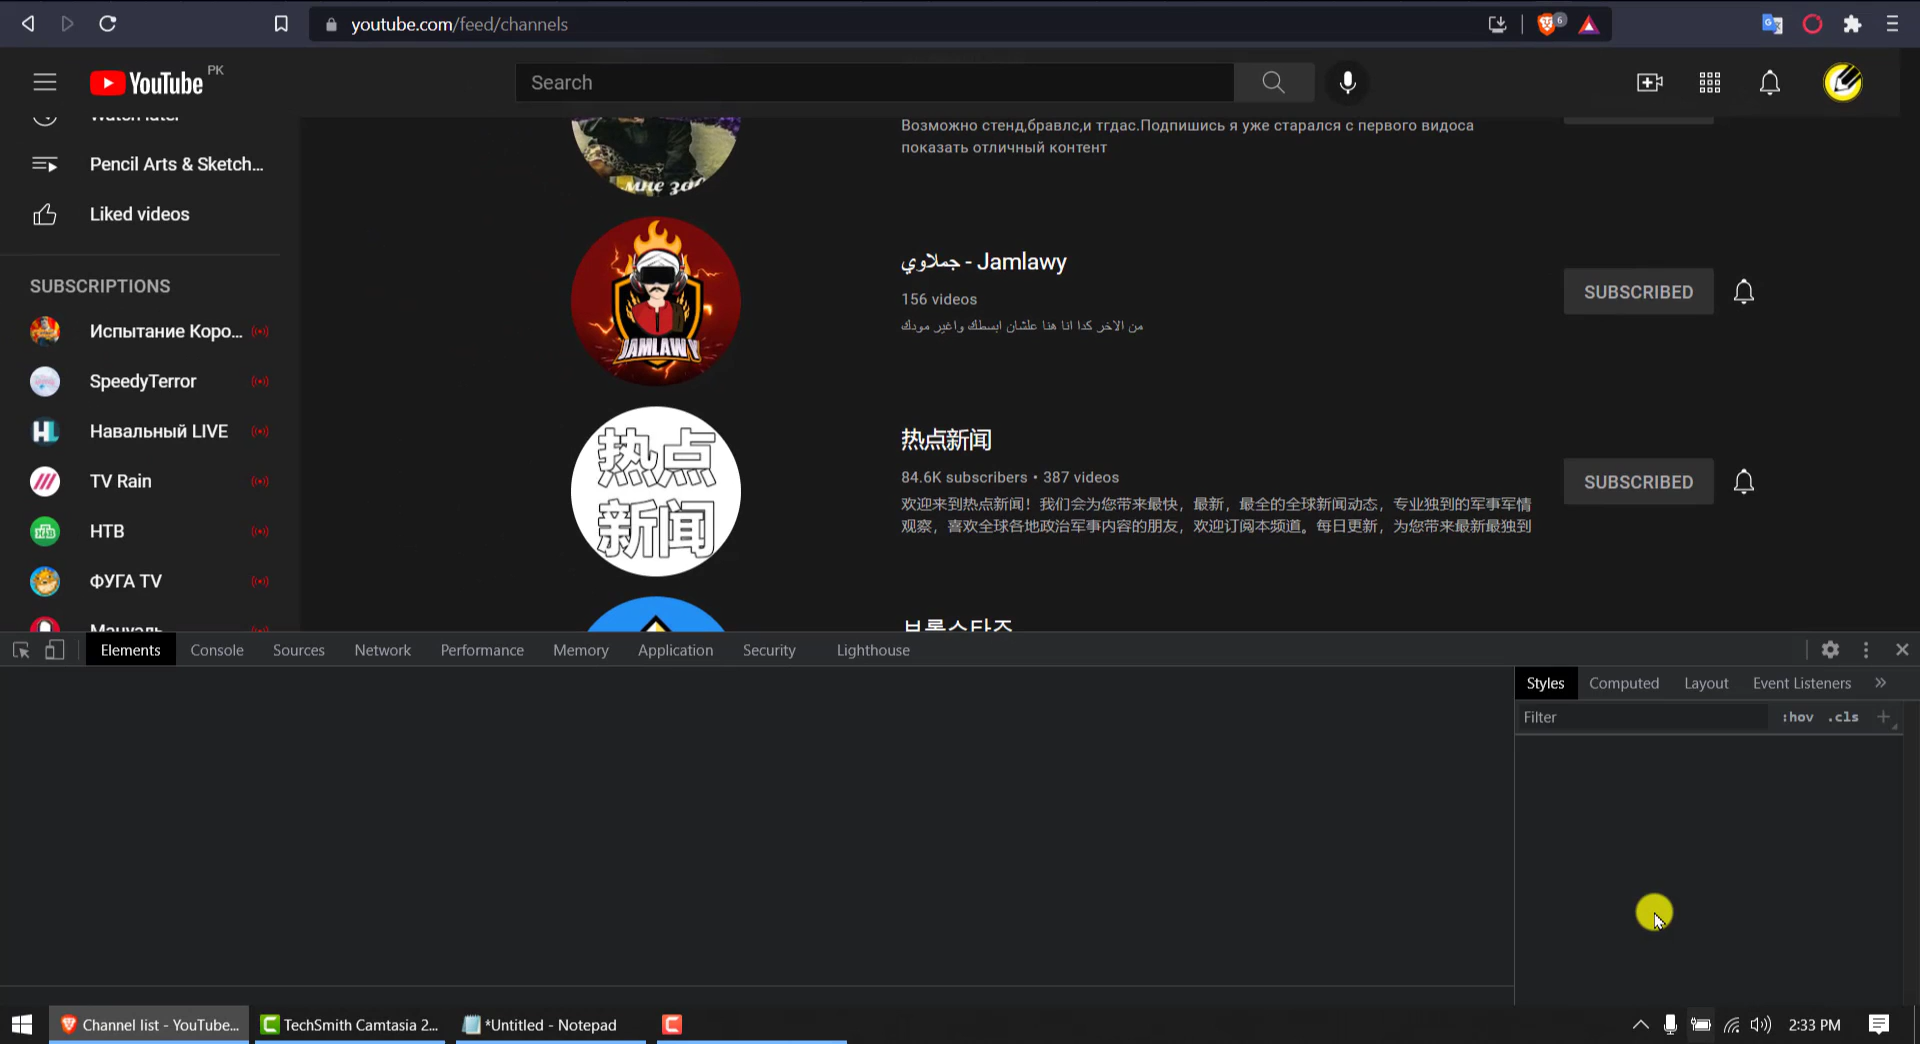 youtube.com/feed/channels
6
YouTube PK
Search
Pencil Arts & Sketch...
Liked videos
SUBSCRIPTIONS
Испытание Коро...
SpeedyTerror
Навальный LIVE
TV Rain
НТВ
ФУГА TV
Возможно стенд,бравлс,и тгдас.Подпишись я уже старался с первого видоса
показать отличный контент
جملاوي - Jamlawy
156 videos
من الاخر كدا انا هنا علشان ابسطك واغير مودك
SUBSCRIBED
JAMLAWY
热点
新闻
热点新闻
84.6K subscribers • 387 videos
欢迎来到热点新闻！我们会为您带来最快，最新，最全的全球新闻动态，专业独到的军事军情
观察，喜欢全球各地政治军事内容的朋友，欢迎订阅本频道。每日更新，为您带来最新最独到
SUBSCRIBED
브롤스타즈
Elements Console Sources Network Performance Memory Application Security Lighthouse
Styles Computed Layout Event Listeners
Filter :hov .cls
Channel list - YouTube... TechSmith Camtasia 2... *Untitled - Notepad 2:33 PM